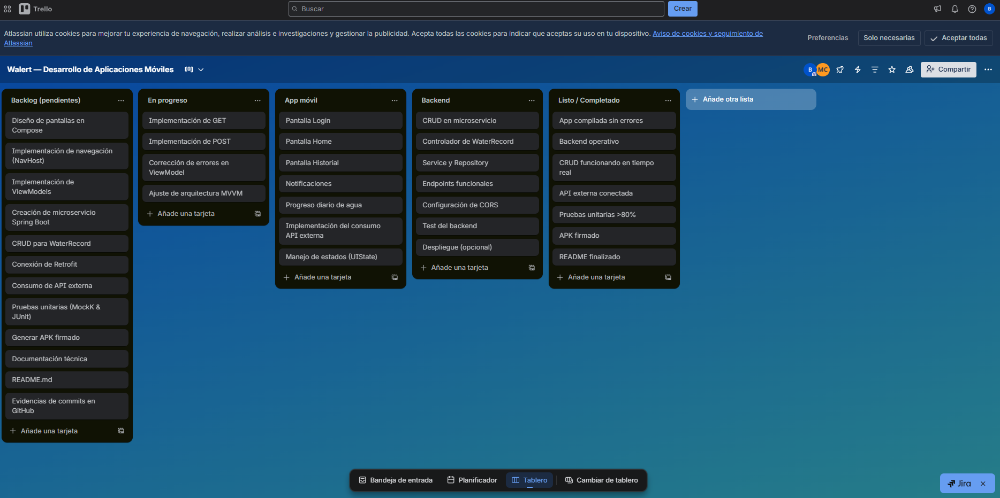 Trello
Buscar
Crear
B
Atlassian utiliza cookies para mejorar tu experiencia de navegación, realizar análisis e investigaciones y gestionar la publicidad. Acepta todas las cookies para indicar que aceptas su uso en tu dispositivo. Aviso de cookies y seguimiento de
Atlassian
Preferencias
Solo necesarias
Aceptar todas
Walert — Desarrollo de Aplicaciones Móviles
B
MC
Compartir
Backlog (pendientes)
Diseño de pantallas en
Compose
Implementación de navegación
(NavHost)
Implementación de
ViewModels
Creación de microservicio
Spring Boot
CRUD para WaterRecord
Conexión de Retrofit
Consumo de API externa
Pruebas unitarias (MockK &
JUnit)
Generar APK firmado
Documentación técnica
README.md
Evidencias de commits en
GitHub
Añade una tarjeta
En progreso
Implementación de GET
Implementación de POST
Corrección de errores en
ViewModel
Ajuste de arquitectura MVVM
Añade una tarjeta
App móvil
Pantalla Login
Pantalla Home
Pantalla Historial
Notificaciones
Progreso diario de agua
Implementación del consumo
API externa
Manejo de estados (UIState)
Añade una tarjeta
Backend
CRUD en microservicio
Controlador de WaterRecord
Service y Repository
Endpoints funcionales
Configuración de CORS
Test del backend
Despliegue (opcional)
Añade una tarjeta
Listo / Completado
App compilada sin errores
Backend operativo
CRUD funcionando en tiempo
real
API externa conectada
Pruebas unitarias >80%
APK firmado
README finalizado
Añade una tarjeta
Añade otra lista
Bandeja de entrada
Planificador
Tablero
Cambiar de tablero
Jira